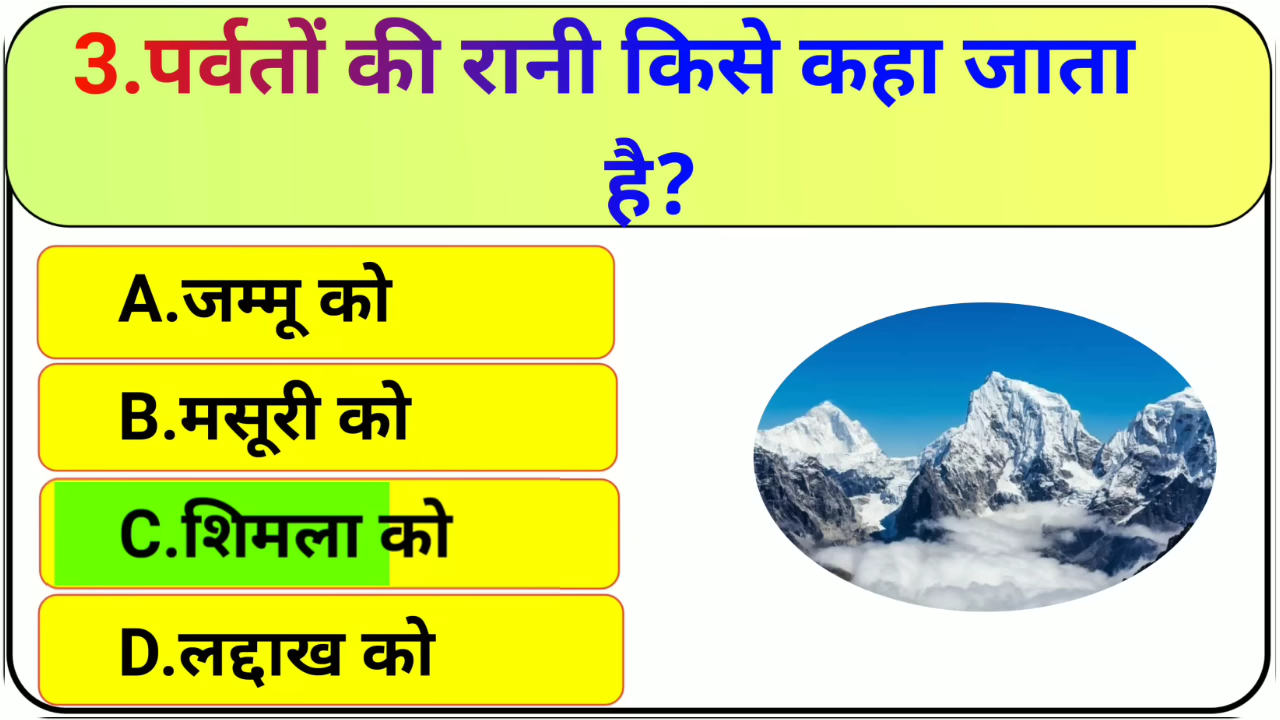 3.पर्वतों की रानी किसे कहा जाता
है?
A.जम्मू को
B.मसूरी को
C.शिमला को
D.लद्दाख को